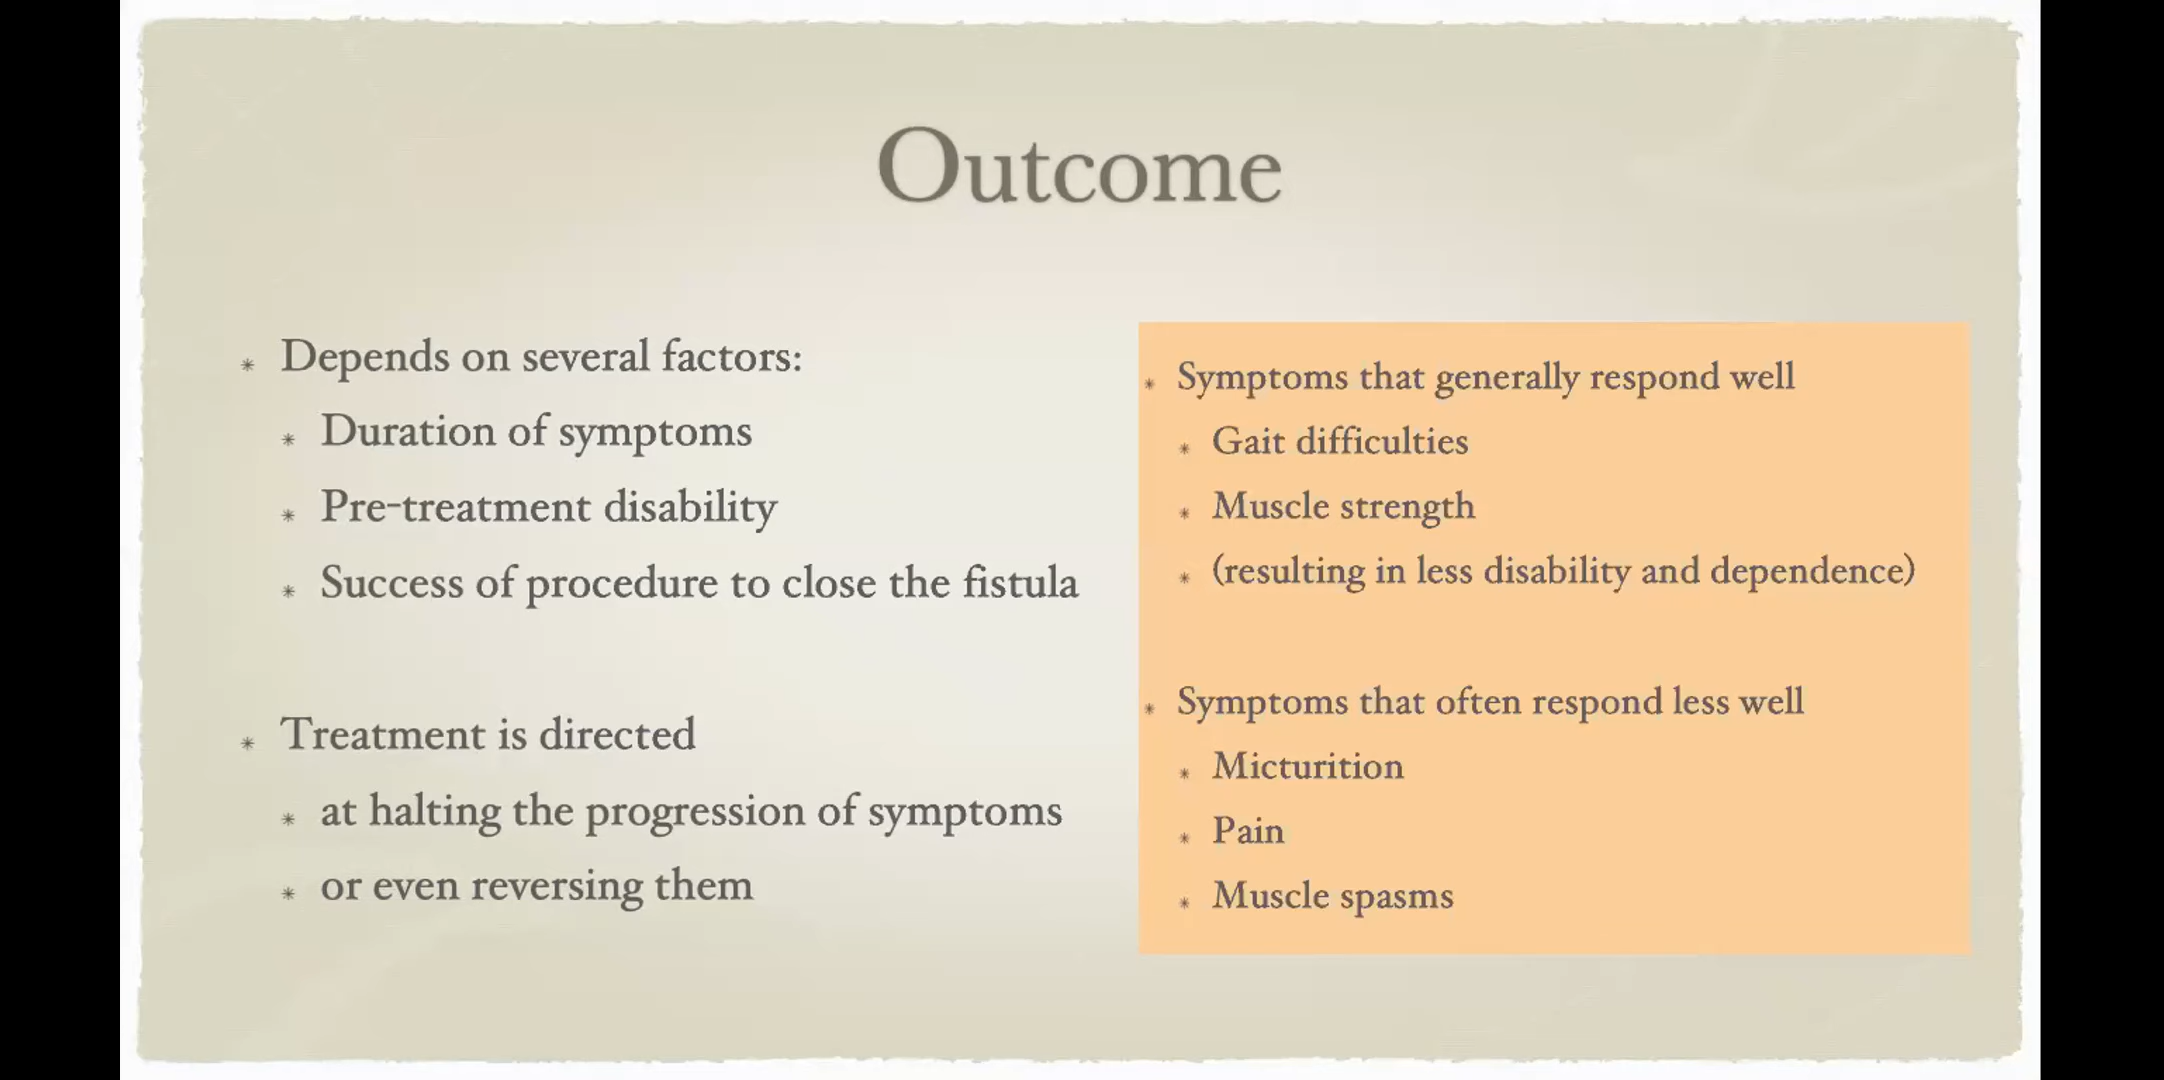 Outcome
* Depends on several factors:
* Duration of symptoms
* Pre-treatment disability
* Success of procedure to close the fistula
* Treatment is directed
* at halting the progression of symptoms
* or even reversing them
* Symptoms that generally respond well
* Gait difficulties
* Muscle strength
* (resulting in less disability and dependence)
* Symptoms that often respond less well
* Micturition
* Pain
* Muscle spasms